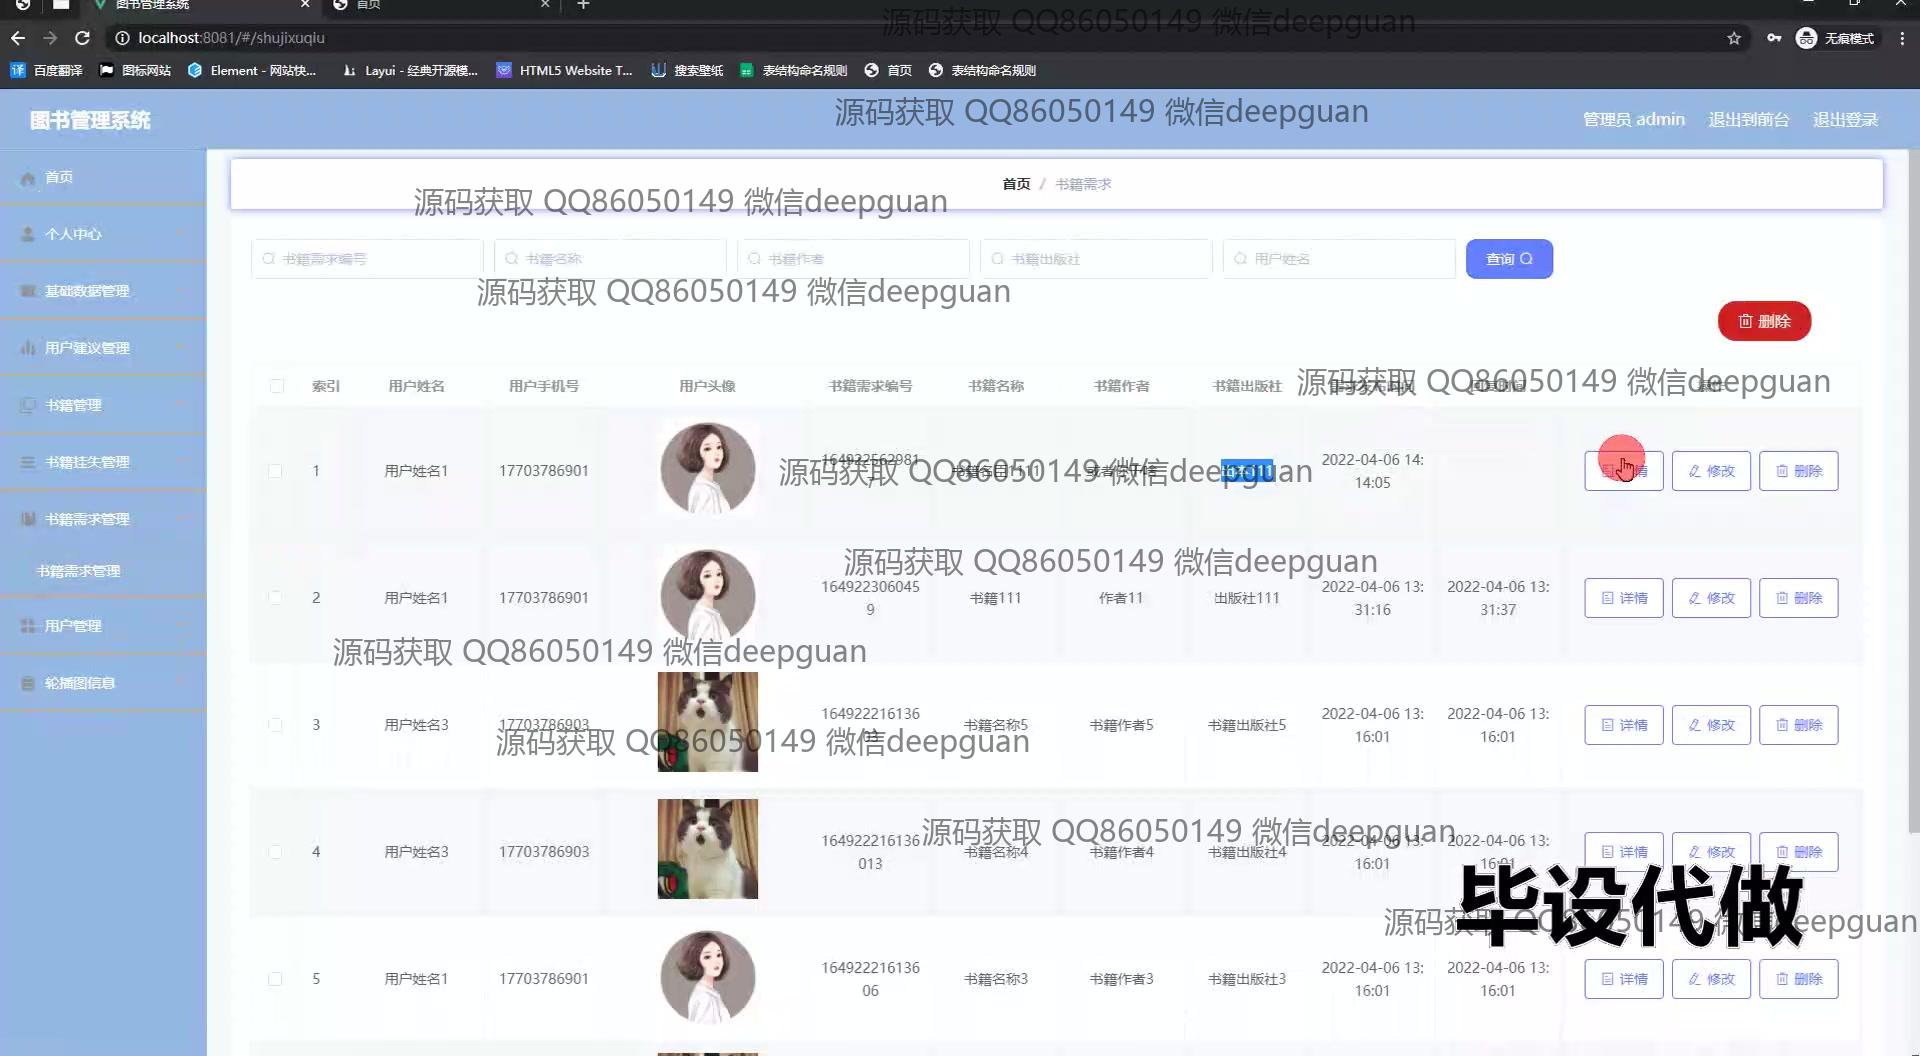 图书管理系统
首页
localhost:8081/#/shujixuqiu
无痕模式
百度翻译
图标网站
Element - 网站快...
Layui - 经典开源模...
HTML5 Website T...
搜索壁纸
表结构命名规则
首页
表结构命名规则
源码获取 QQ86050149 微信deepguan
图书管理系统
源码获取 QQ86050149 微信deepguan
管理员 admin
退出到前台
退出登录
首页
个人中心
基础数据管理
用户建议管理
书籍管理
书籍挂失管理
书籍需求管理
书籍需求管理
用户管理
轮播图信息
首页 / 书籍需求
源码获取 QQ86050149 微信deepguan
书籍需求编号
书籍名称
书籍作者
书籍出版社
用户姓名
查询
源码获取 QQ86050149 微信deepguan
删除
索引 用户姓名 用户手机号 用户头像 书籍需求编号 书籍名称 书籍作者 书籍出版社
源码获取 QQ86050149 微信deepguan
1 用户姓名1 17703786901
2022-04-06 14:
14:05
修改 删除
源码获取 QQ86050149 微信deepguan
源码获取 QQ86050149 微信deepguan
2 用户姓名1 17703786901 164922306045 书籍111 作者11 出版社111 2022-04-06 13: 2022-04-06 13: 详情 修改 删除
9 31:16 31:37
源码获取 QQ86050149 微信deepguan
3 用户姓名3 17703786903 164922216136 书籍名称5 书籍作者5 书籍出版社5 2022-04-06 13: 2022-04-06 13: 详情 修改 删除
16:01 16:01
源码获取 QQ86050149 微信deepguan
源码获取 QQ86050149 微信deepguan
4 用户姓名3 17703786903 164922216136 书籍名称4 书籍作者4 书籍出版社4 2022-04-06 13: 2022-04-06 13: 详情 修改 删除
013 16:01 16:01
毕设代做
源码获取 QQ86050149 微信deepguan
5 用户姓名1 17703786901 164922216136 书籍名称3 书籍作者3 书籍出版社3 2022-04-06 13: 2022-04-06 13: 详情 修改 删除
06 16:01 16:01